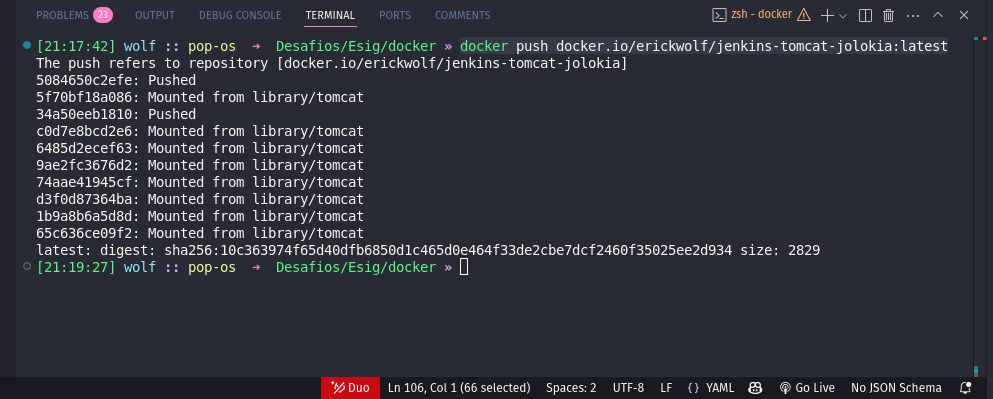 PROBLEMS 23 OUTPUT DEBUG CONSOLE TERMINAL PORTS COMMENTS zsh - docker
[21:17:42] wolf :: pop-os → Desafios/Esig/docker » docker push docker.io/erickwolf/jenkins-tomcat-jolokia:latest
The push refers to repository [docker.io/erickwolf/jenkins-tomcat-jolokia]
5084650c2efe: Pushed
5f70bf18a086: Mounted from library/tomcat
34a50eeb1810: Pushed
c0d7e8bcd2e6: Mounted from library/tomcat
6485d2ecef63: Mounted from library/tomcat
9ae2fc3676d2: Mounted from library/tomcat
74aae41945cf: Mounted from library/tomcat
d3f0d87364ba: Mounted from library/tomcat
1b9a8b6a5d8d: Mounted from library/tomcat
65c636ce09f2: Mounted from library/tomcat
latest: digest: sha256:10c363974f65d40dfb6850d1c465d0e464f33de2cbe7dcf2460f35025ee2d934 size: 2829
[21:19:27] wolf :: pop-os → Desafios/Esig/docker »
Duo Ln 106, Col 1 (66 selected) Spaces: 2 UTF-8 LF {} YAML Go Live No JSON Schema